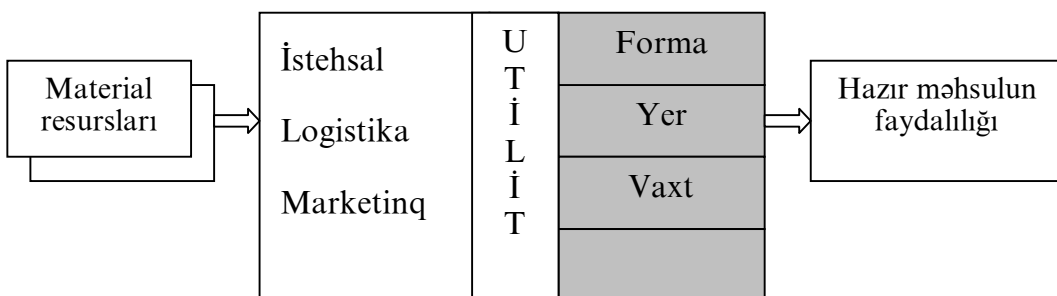 Material
resursları
İstehsal
Logistika
Marketinq
U
T
İ
L
İ
T
Forma
Yer
Vaxt
Hazır məhsulun
faydalılığı